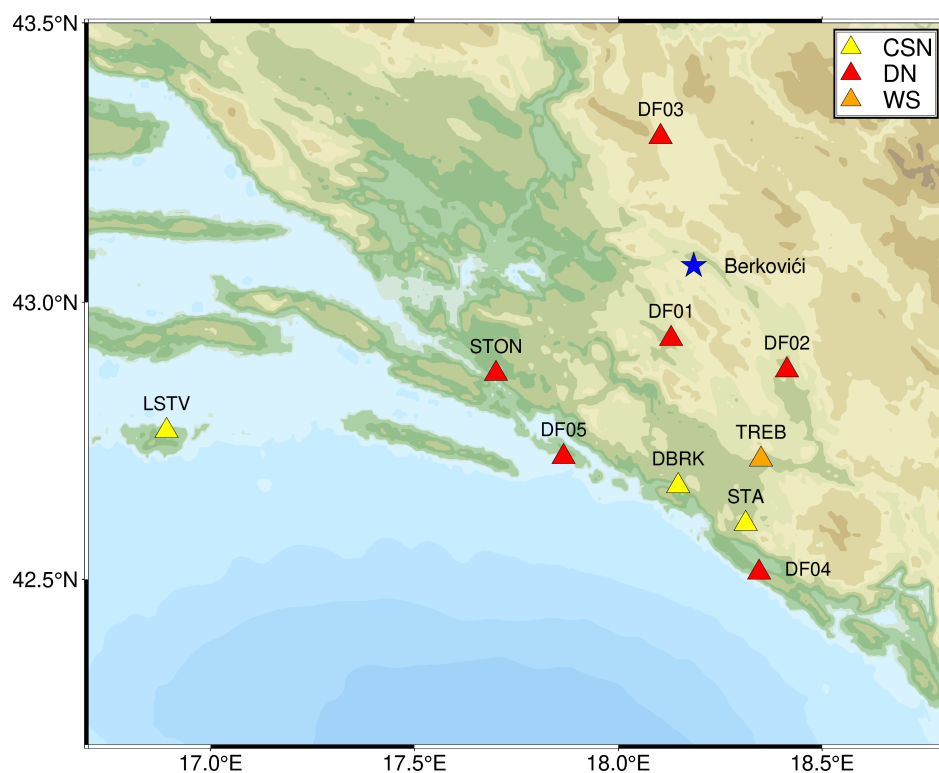 43.5°N
CSN
DN
WS
DF03
Berkovići
43.0°N
DF01
DF02
STON
LSTV
DF05
TREB
DBRK
STA
DF04
42.5°N
17.0°E
17.5°E
18.0°E
18.5°E